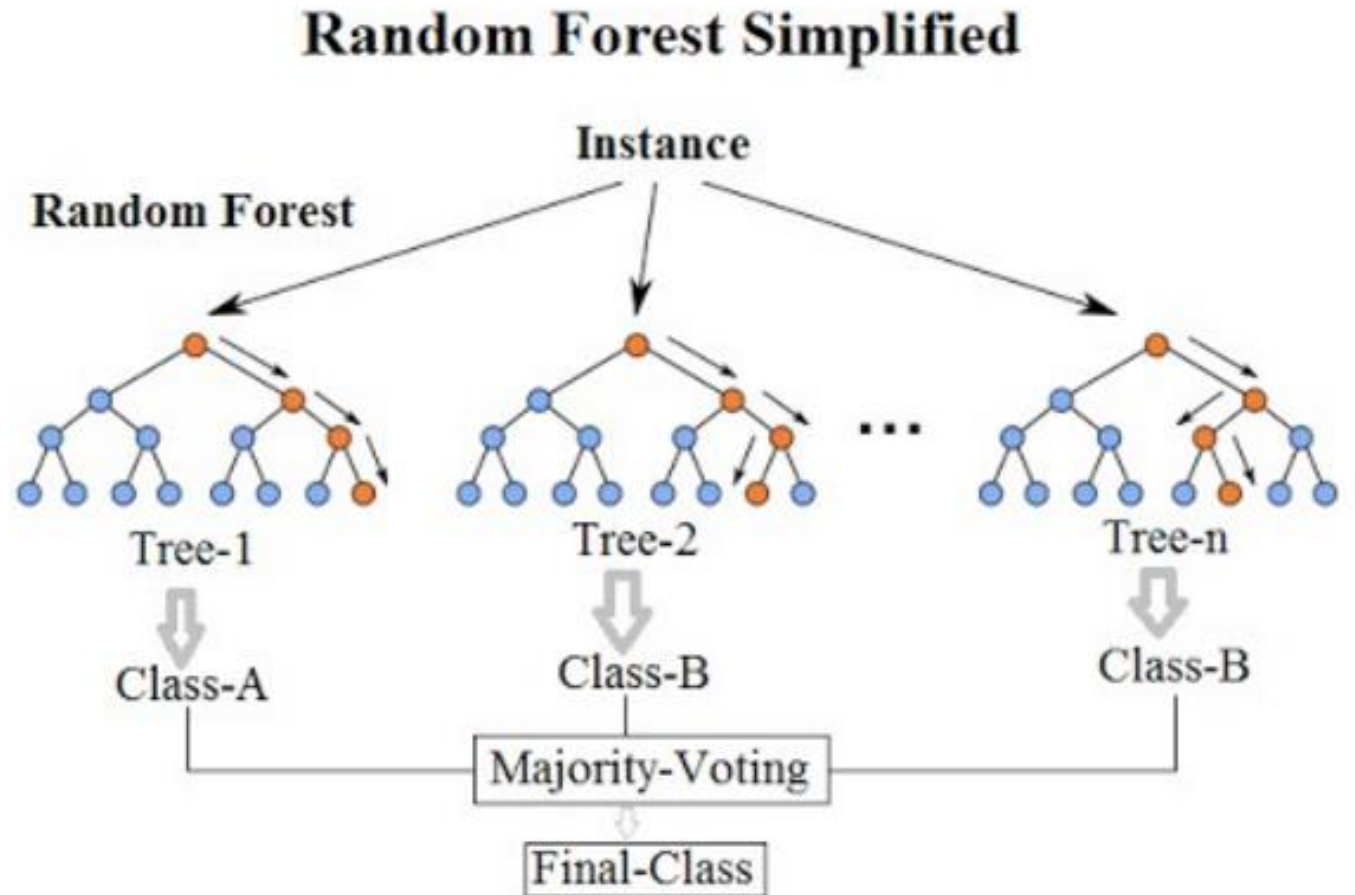 Random Forest Simplified
Instance
Random Forest
...
Tree-1
Tree-2
Tree-n
Class-A
Class-B
Class-B
Majority-Voting
Final-Class